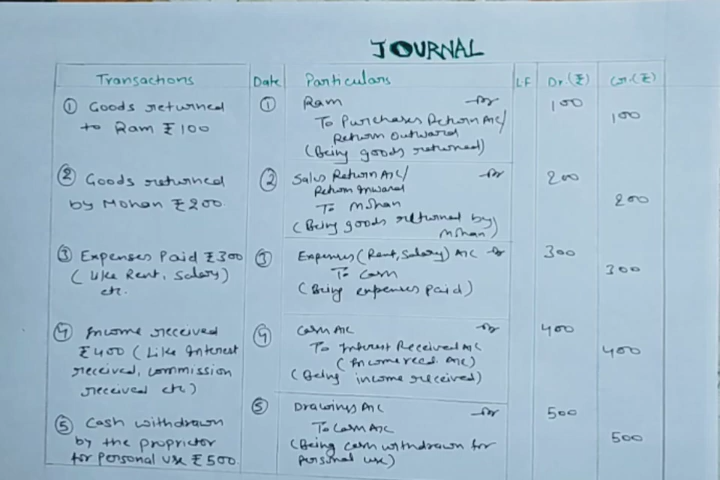 JOURNAL
Transactions Date Particulars LF Dr.(₹) Cr.(₹)
① Goods returned
to Ram ₹100
① Ram Dr 100
To Purchases Return A/C/ 100
Return Outward
(Being goods returned)
② Goods returned
by Mohan ₹200.
② Sales Return A/C/ Dr 200
Return Inward
To Mohan 200
(Being goods returned by
Mohan)
③ Expenses Paid ₹300
(Like Rent, Salary)
etc.
③ Expenses (Rent, Salary) A/C Dr 300
To Cash 300
(Being expenses paid)
④ Income received
₹400 (Like Interest
received, commission
received etc)
④ Cash A/C Dr 400
To Interest Received A/C 400
(Income recd. A/C)
(Being income received)
⑤ Cash withdrawn
by the proprietor
for personal use ₹500.
⑤ Drawings A/C Dr 500
To Cash A/C 500
(Being cash withdrawn for
personal use)